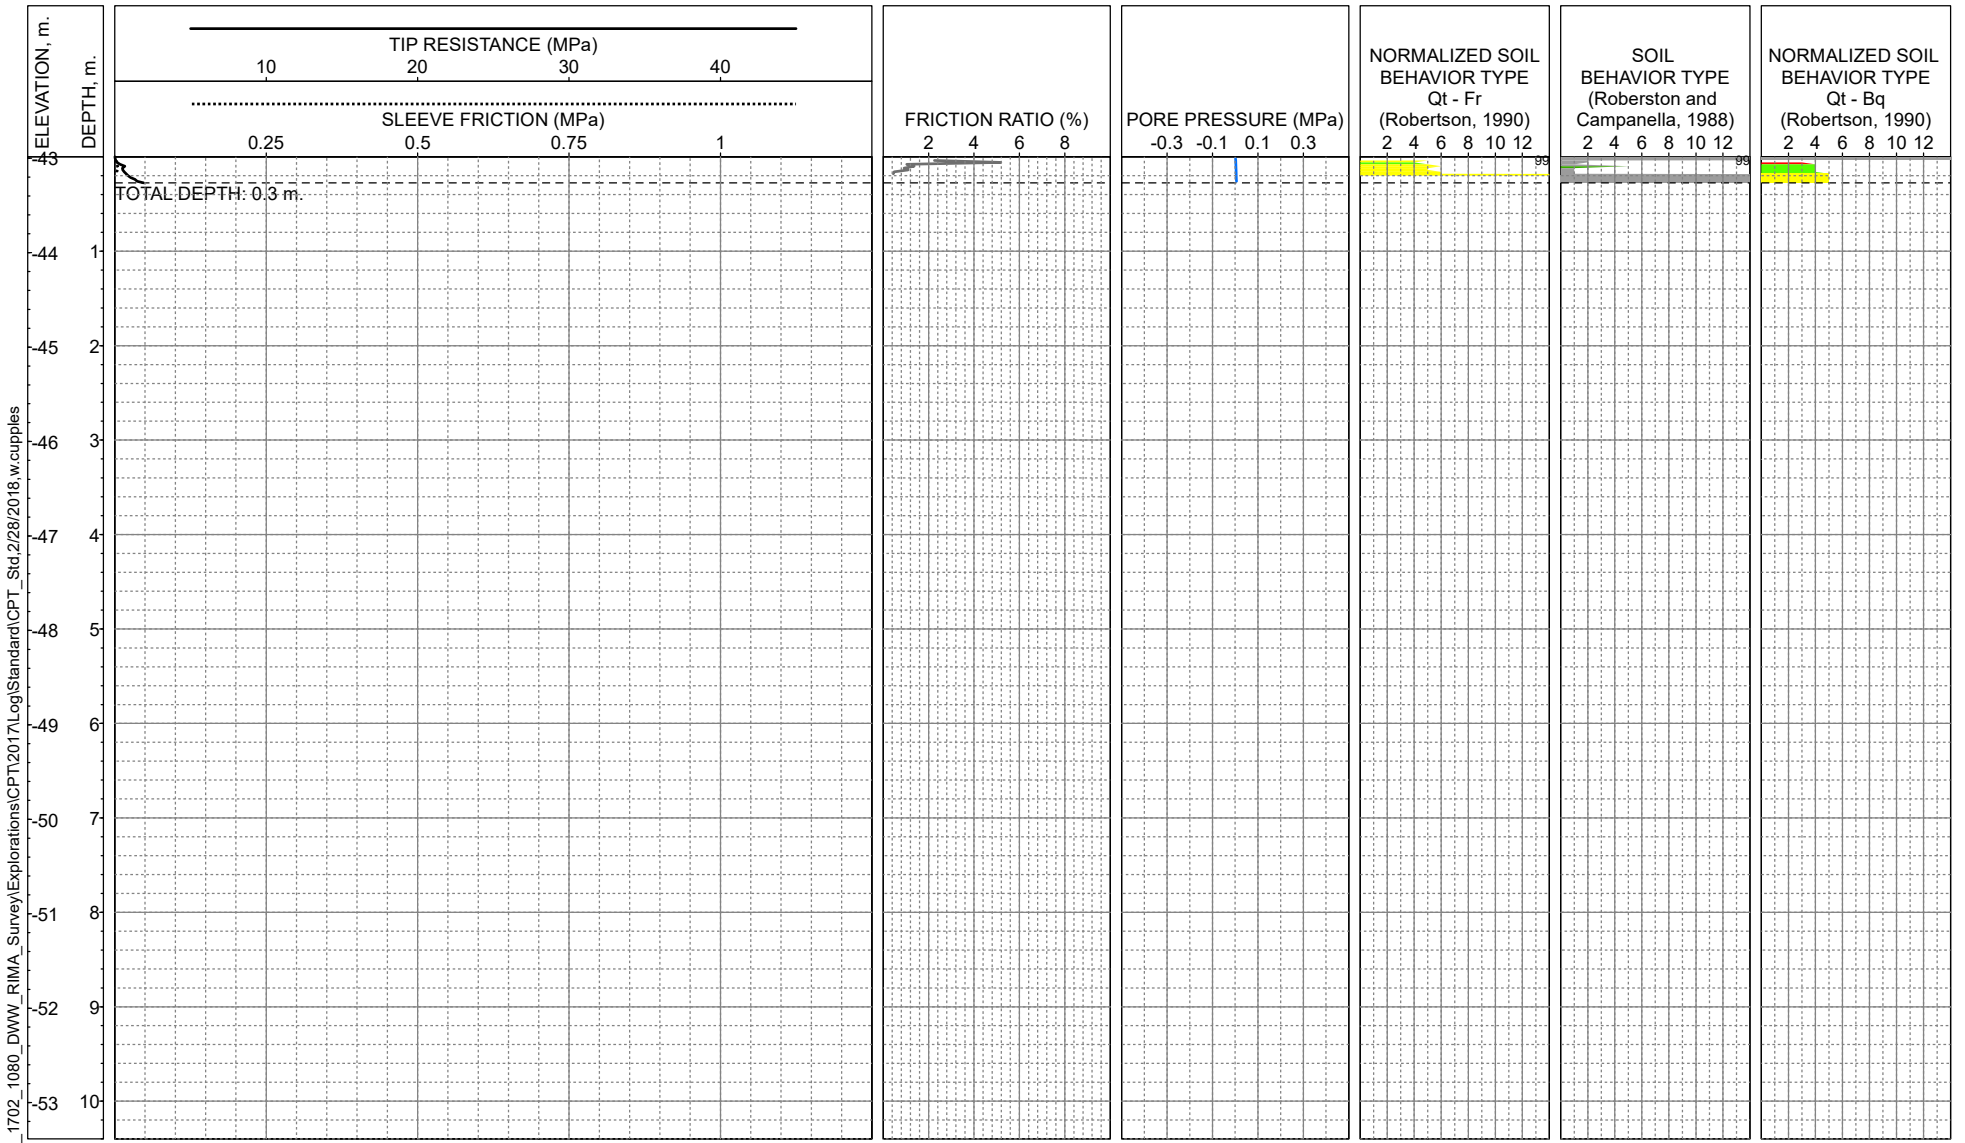 ELEVATION, m.
DEPTH, m.
TIP RESISTANCE (MPa)
10 20 30 40
SLEEVE FRICTION (MPa)
0.25 0.5 0.75 1
FRICTION RATIO (%)
2 4 6 8
PORE PRESSURE (MPa)
-0.3 -0.1 0.1 0.3
NORMALIZED SOIL
BEHAVIOR TYPE
Qt - Fr
(Robertson, 1990)
2 4 6 8 10 12
SOIL
BEHAVIOR TYPE
(Roberston and
Campanella, 1988)
2 4 6 8 10 12
NORMALIZED SOIL
BEHAVIOR TYPE
Qt - Bq
(Robertson, 1990)
2 4 6 8 10 12
-43
99
99
TOTAL DEPTH: 0.3 m.
-44 1
-45 2
-46 3
-47 4
-48 5
-49 6
-50 7
-51 8
-52 9
-53 10
_1702_1080_DWW_RIMA_Survey\Explorations\CPT\2017\Log\Standard\CPT_Std,2/28/2018,w.cupples